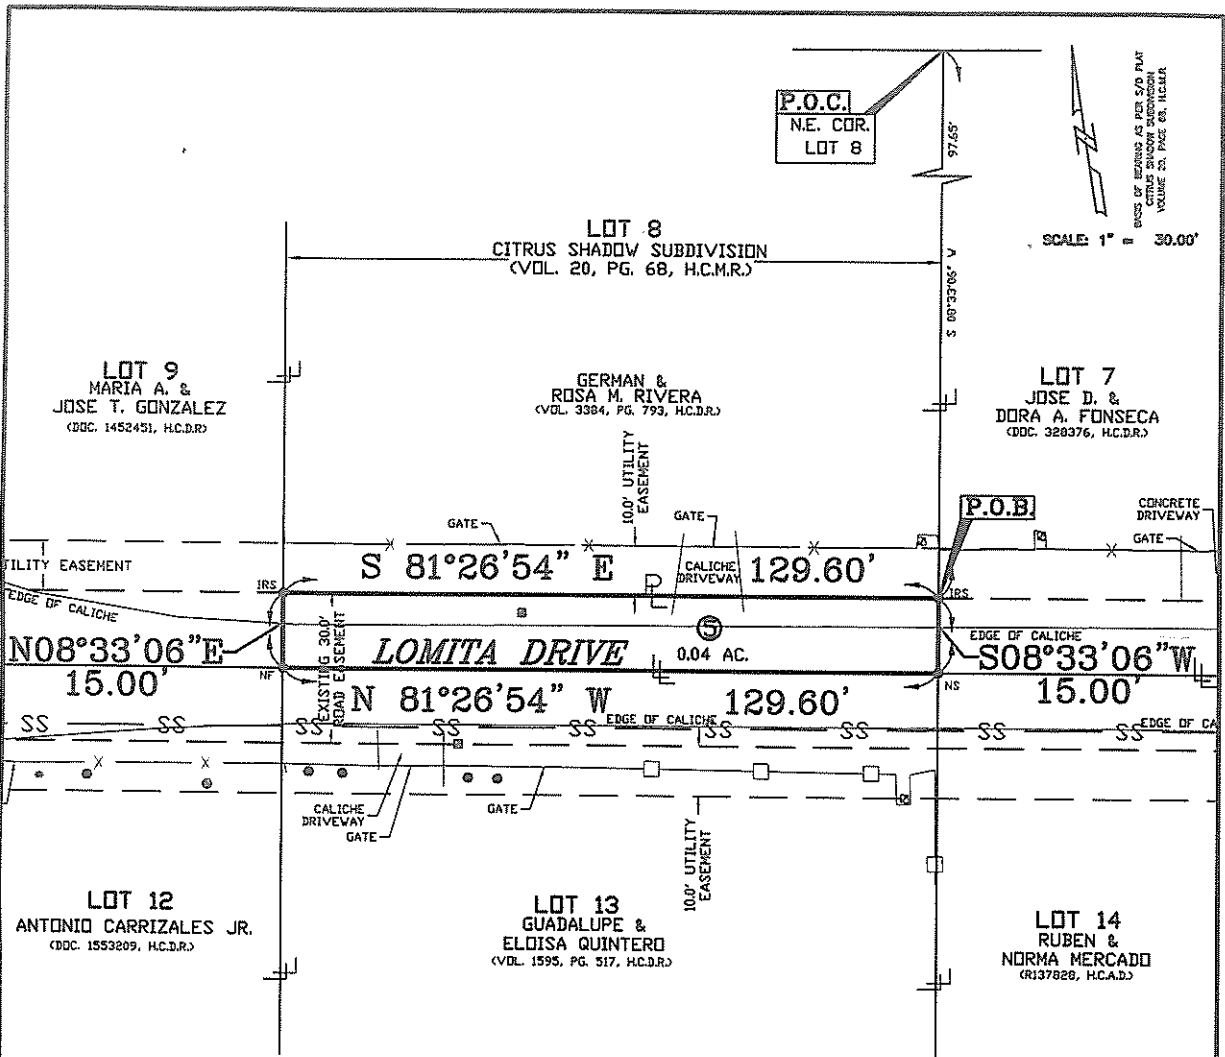 P.O.C.
N.E. COR.
LOT 8
97.65'
BASIS OF BEARING AS PER S/D PLAT
CITRUS SHADOW SUBDIVISION
VOLUME 20, PAGE 68, H.C.M.R.
SCALE: 1" = 30.00'
LOT 8
CITRUS SHADOW SUBDIVISION
(VOL. 20, PG. 68, H.C.M.R.)
S 08°33'06" W
LOT 9
MARIA A. &
JOSE T. GONZALEZ
(DOC. 1452451, H.C.D.R)
GERMAN &
ROSA M. RIVERA
(VOL. 3384, PG. 793, H.C.D.R.)
LOT 7
JOSE D. &
DORA A. FONSECA
(DOC. 328376, H.C.D.R.)
10.0' UTILITY
EASEMENT
P.O.B.
CONCRETE
DRIVEWAY
GATE
GATE
GATE
TILITY EASEMENT
S 81°26'54" E
CALICHE
DRIVEWAY
129.60'
IRS
IRS
EDGE OF CALICHE
N08°33'06"E
15.00'
NF
EXISTING 30.0'
ROAD EASEMENT
LOMITA DRIVE
5
0.04 AC.
EDGE OF CALICHE
S08°33'06"W
15.00'
NS
N 81°26'54" W
129.60'
SS SS SS SS SS SS SS SS SS
EDGE OF CALICHE
EDGE OF CA
CALICHE
DRIVEWAY
GATE
GATE
10.0' UTILITY
EASEMENT
LOT 12
ANTONIO CARRIZALES JR.
(DOC. 1553209, H.C.D.R.)
LOT 13
GUADALUPE &
ELOISA QUINTERO
(VOL. 1595, PG. 517, H.C.D.R.)
LOT 14
RUBEN &
NORMA MERCADO
(R137828, H.C.A.D.)